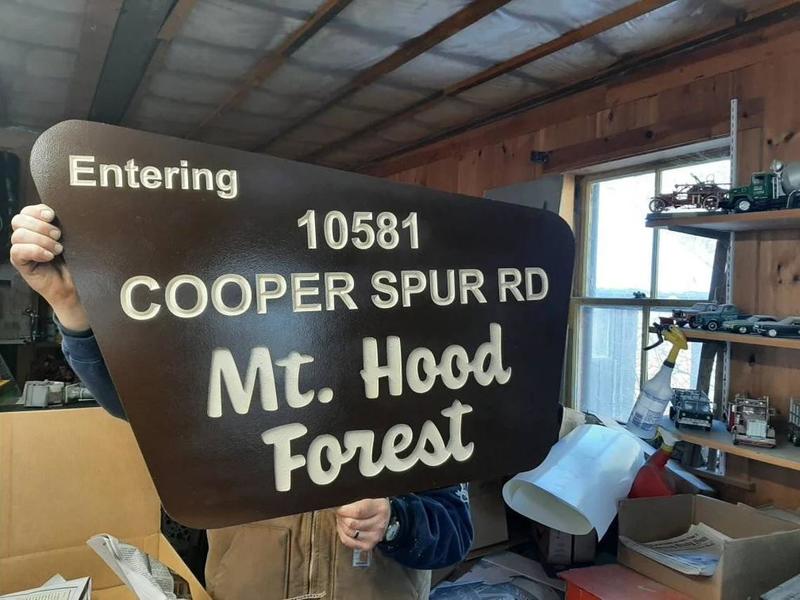 Entering
10581
COOPER SPUR RD
Mt. Hood
Forest